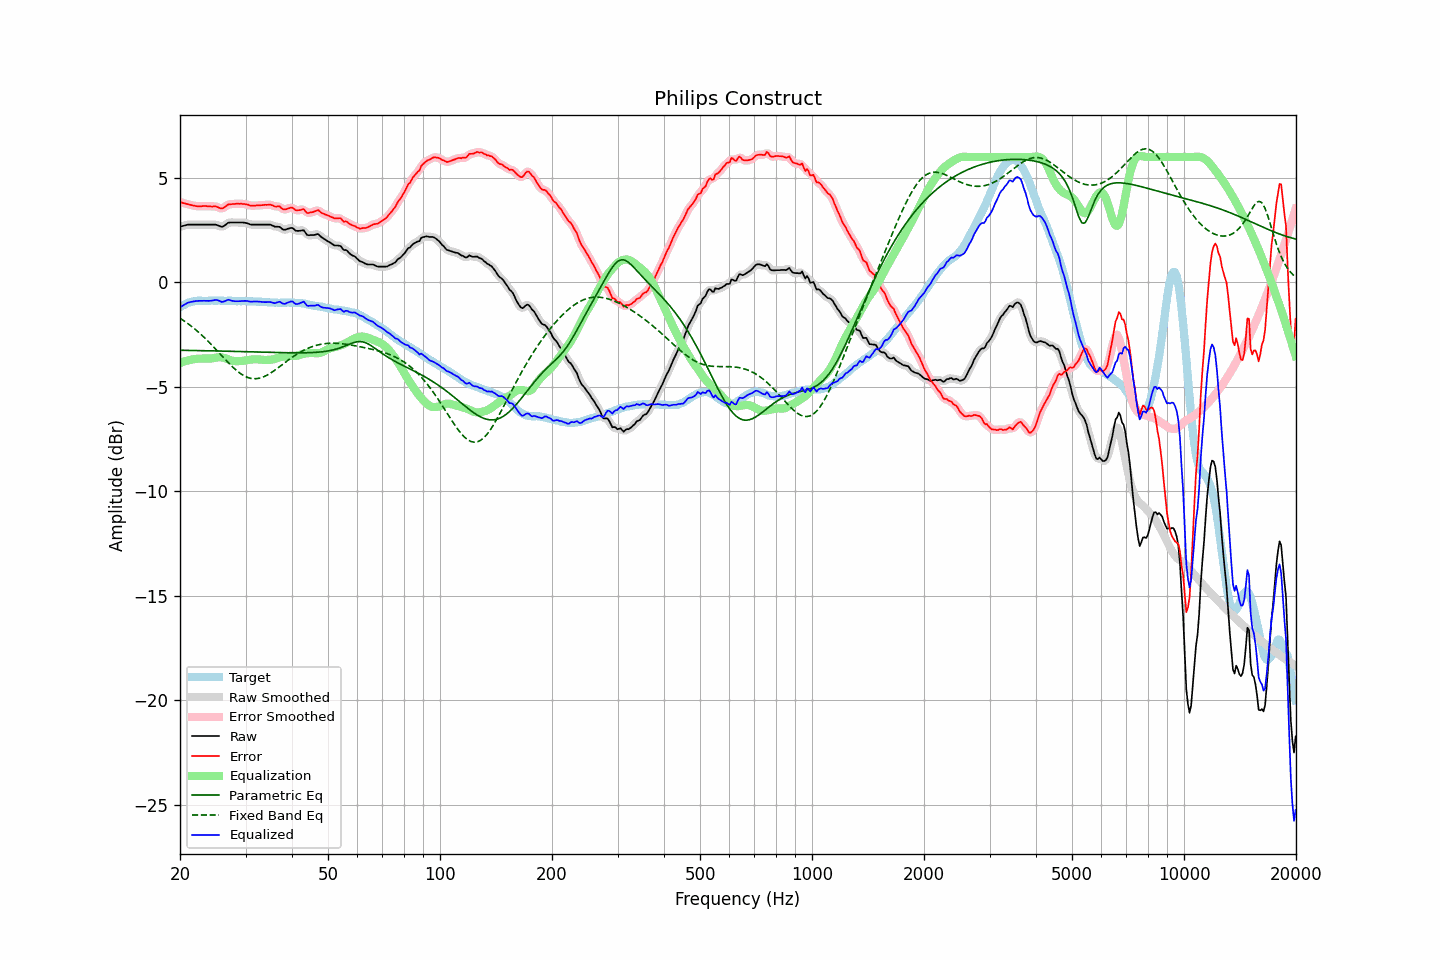 Philips Construct
Amplitude (dBr)
5
0
−5
−10
−15
−20
−25
Target
Raw Smoothed
Error Smoothed
Raw
Error
Equalization
Parametric Eq
Fixed Band Eq
Equalized
20 50 100 200 500 1000 2000 5000 10000 20000
Frequency (Hz)